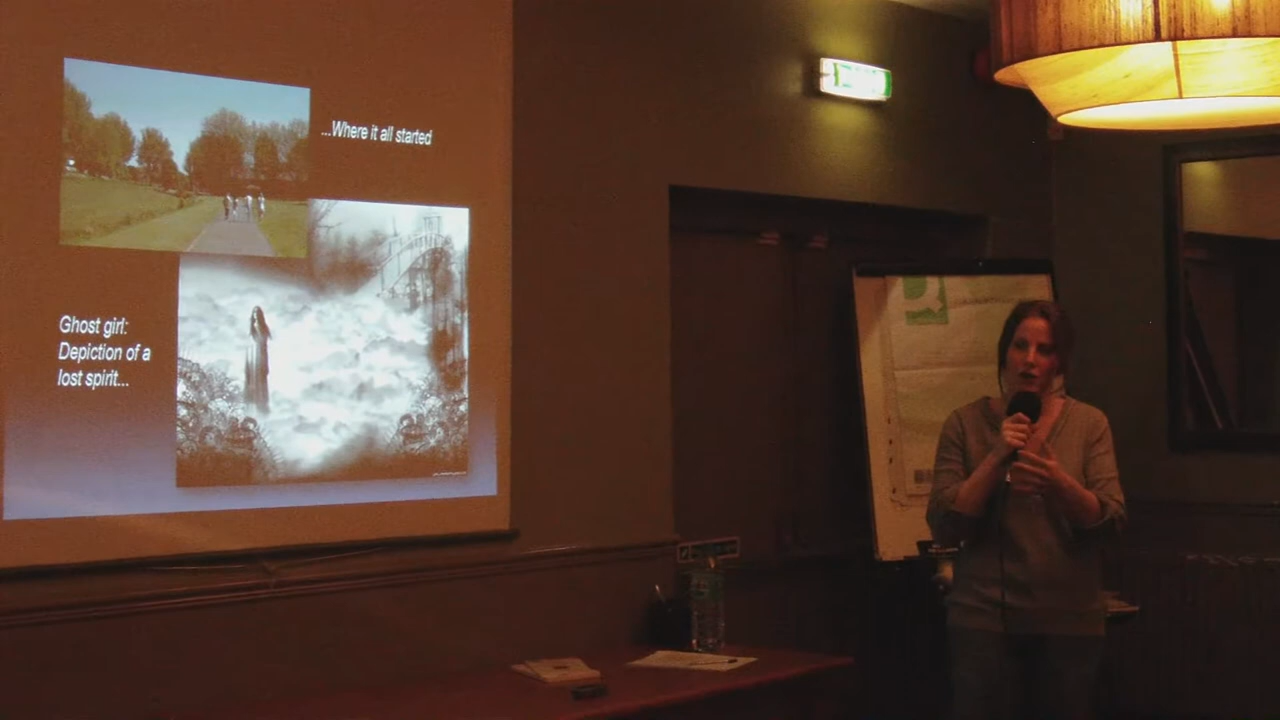 ...Where it all started
Ghost girl:
Depiction of a
lost spirit...